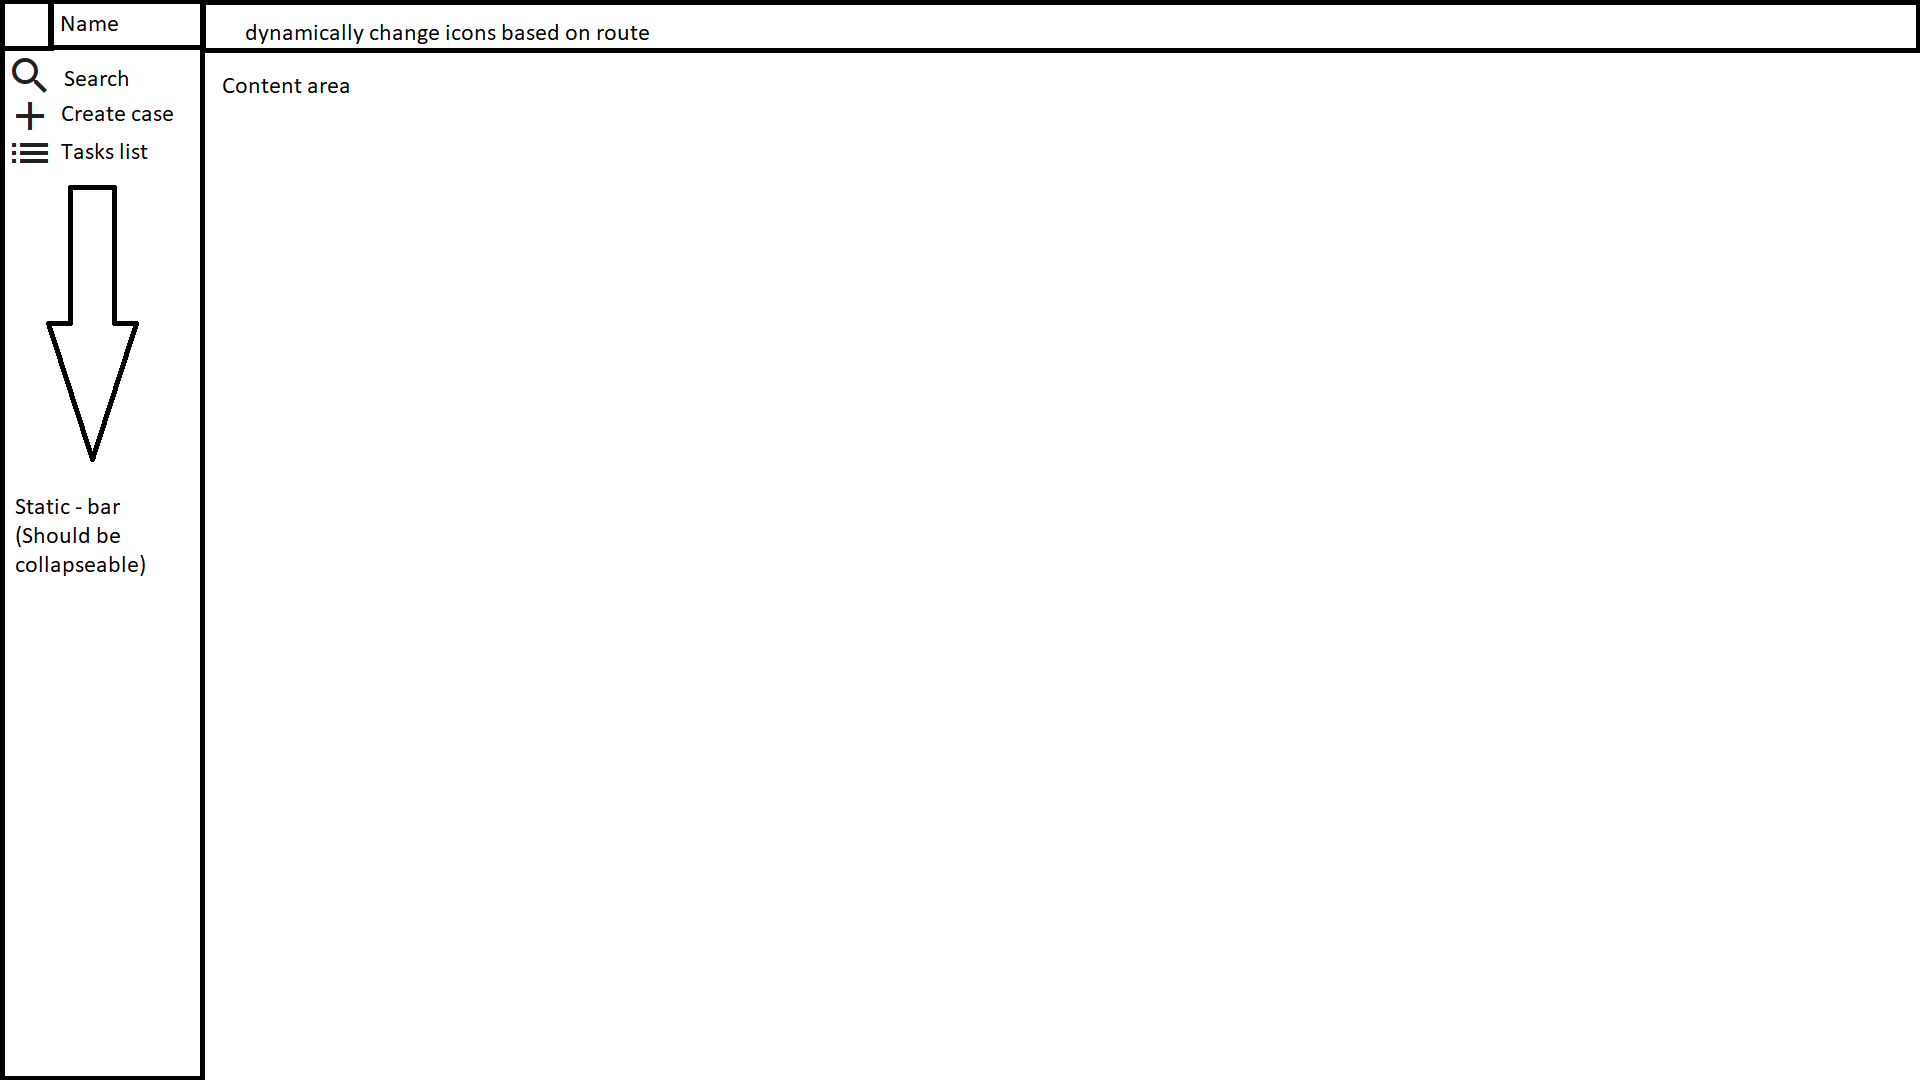 Name
dynamically change icons based on route
Search
Content area
Create case
Tasks list
Static - bar
(Should be
collapseable)